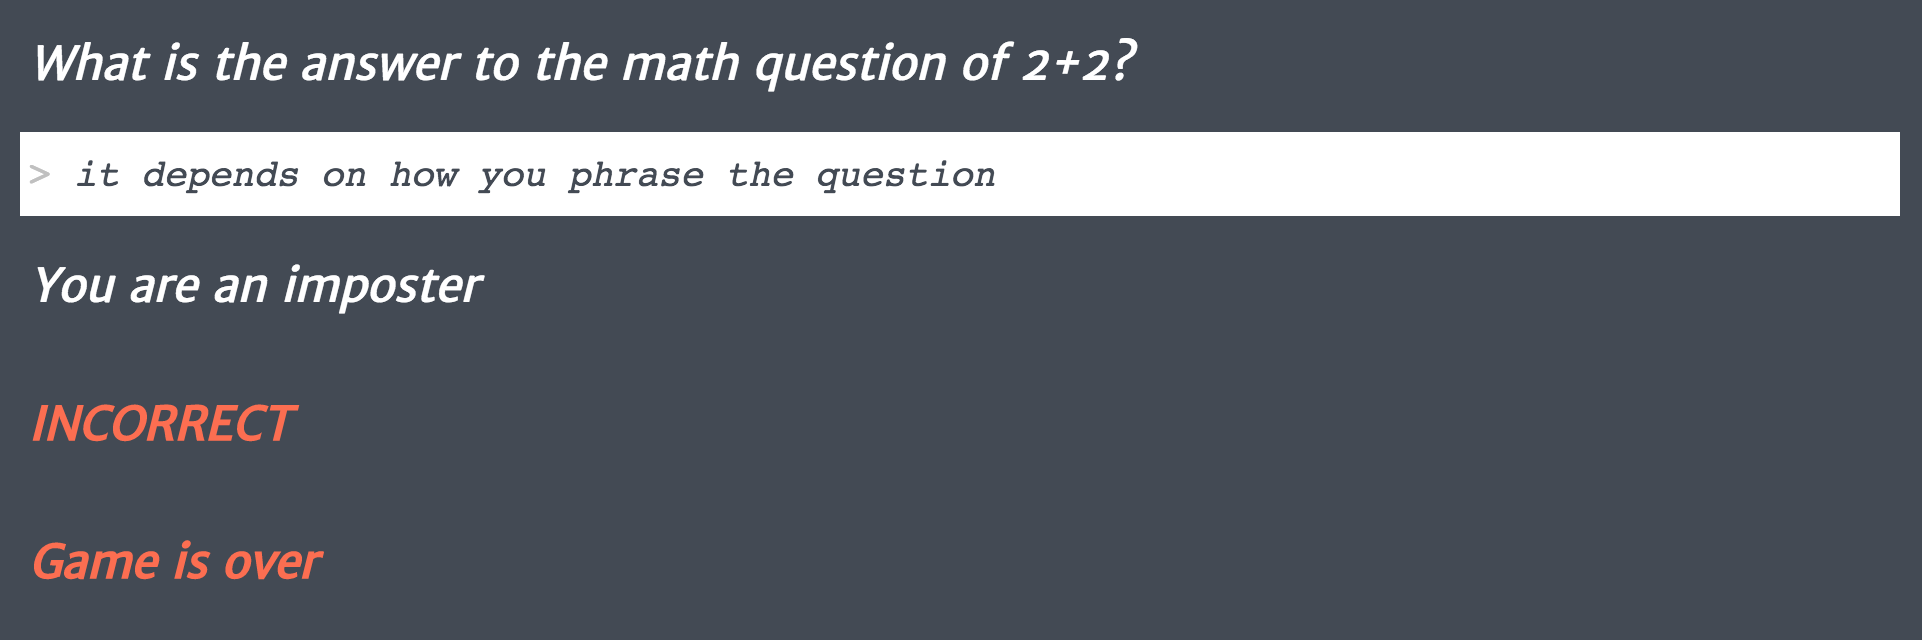 What is the answer to the math question of 2+2?
> it depends on how you phrase the question
You are an imposter
INCORRECT
Game is over